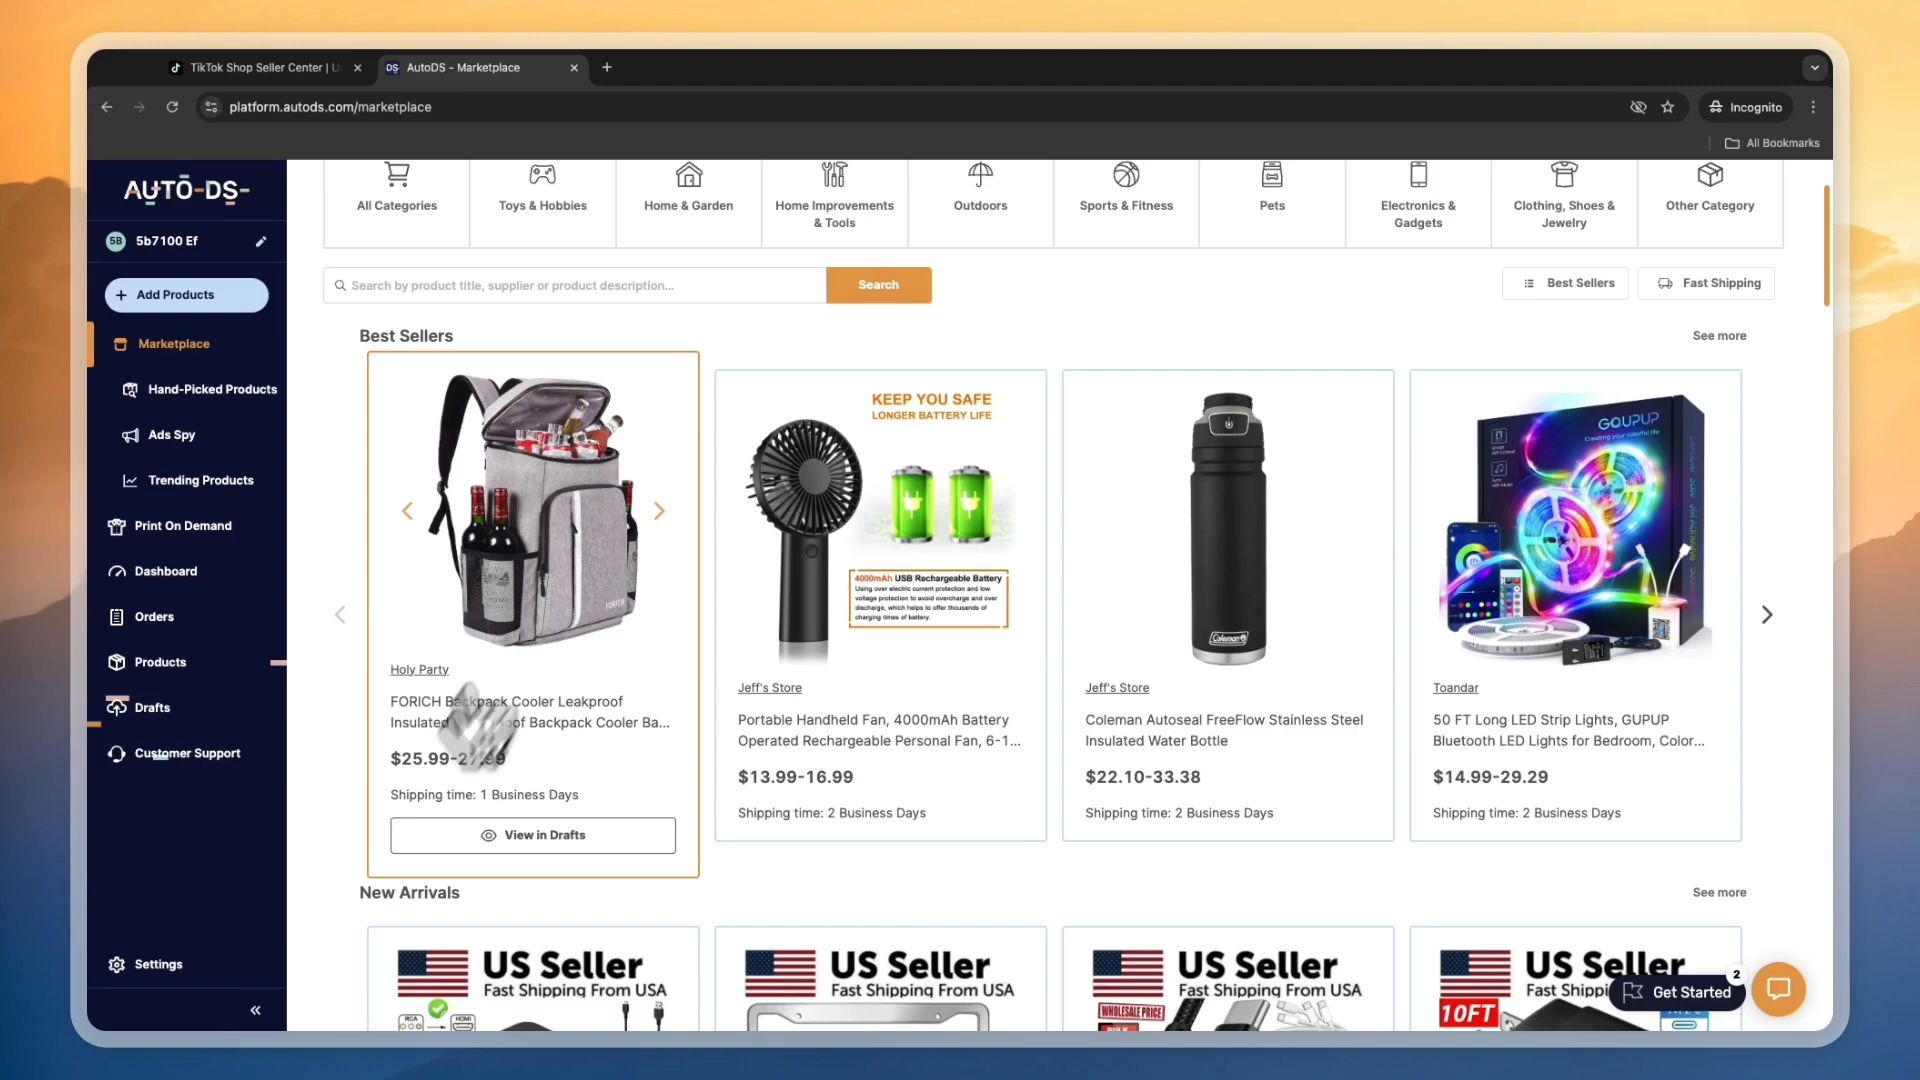 TikTok Shop Seller Center | U
DS AutoDS - Marketplace
platform.autods.com/marketplace
Incognito
All Bookmarks
AUTO-DS-
5B 5b7100 Ef
Add Products
Marketplace
Hand-Picked Products
Ads Spy
Trending Products
Print On Demand
Dashboard
Orders
Products
Drafts
Customer Support
Settings
All Categories
Toys & Hobbies
Home & Garden
Home Improvements
& Tools
Outdoors
Sports & Fitness
Pets
Electronics &
Gadgets
Clothing, Shoes &
Jewelry
Other Category
Search by product title, supplier or product description...
Search
Best Sellers
Fast Shipping
Best Sellers
See more
FORICH
Holy Party
FORICH Backpack Cooler Leakproof
Insulated Backpack Cooler Ba...
$25.99-27.99
Shipping time: 1 Business Days
View in Drafts
KEEP YOU SAFE
LONGER BATTERY LIFE
4000mAh USB Rechargeable Battery
Using over electric current protection and low
voltage protection to avoid overcharge and over
discharge, which helps to offer thousands of
charging times of battery.
Jeff's Store
Portable Handheld Fan, 4000mAh Battery
Operated Rechargeable Personal Fan, 6-1...
$13.99-16.99
Shipping time: 2 Business Days
Coleman
Jeff's Store
Coleman Autoseal FreeFlow Stainless Steel
Insulated Water Bottle
$22.10-33.38
Shipping time: 2 Business Days
GQUPUP
Creating your colorful life
Toandar
50 FT Long LED Strip Lights, GUPUP
Bluetooth LED Lights for Bedroom, Color...
$14.99-29.29
Shipping time: 2 Business Days
New Arrivals
See more
US Seller
Fast Shipping From USA
RCA
HDMI
US Seller
Fast Shipping From USA
US Seller
Fast Shipping From USA
WHOLESALE PRICE
US Seller
Fast Shippin
10FT
2
Get Started